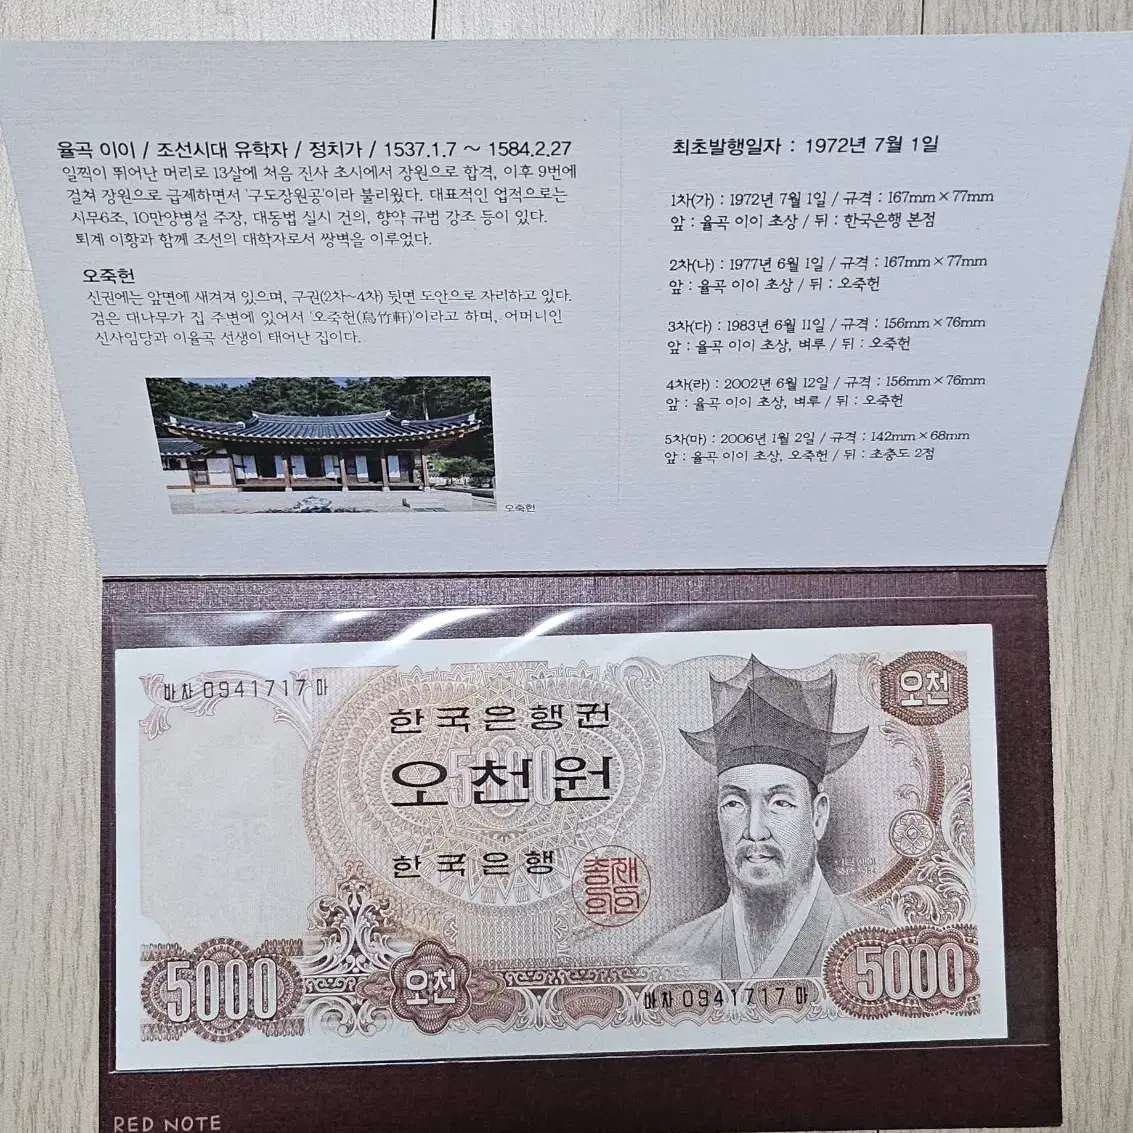 율곡 이이 / 조선시대 유학자 / 정치가 / 1537.1.7 ~ 1584.2.27
일찍이 뛰어난 머리로 13살에 처음 진사 초시에서 장원으로 합격, 이후 9번에
걸쳐 장원으로 급제하면서 '구도장원공'이라 불리웠다. 대표적인 업적으로는
시무6조, 10만양병설 주장, 대동법 실시 건의, 향약 규범 강조 등이 있다.
퇴계 이황과 함께 조선의 대학자로서 쌍벽을 이루었다.
오죽헌
신권에는 앞면에 새겨져 있으며, 구권(2차~4차) 뒷면 도안으로 자리하고 있다.
검은 대나무가 집 주변에 있어서 '오죽헌(烏竹軒)'이라고 하며, 어머니인
신사임당과 이율곡 선생이 태어난 집이다.
오죽헌
최초발행일자 : 1972년 7월 1일
1차(가) : 1972년 7월 1일 / 규격 : 167mm×77mm
앞 : 율곡 이이 초상 / 뒤 : 한국은행 본점
2차(나) : 1977년 6월 1일 / 규격 : 167mm×77mm
앞 : 율곡 이이 초상 / 뒤 : 오죽헌
3차(다) : 1983년 6월 11일 / 규격 : 156mm×76mm
앞 : 율곡 이이 초상, 벼루 / 뒤 : 오죽헌
4차(라) : 2002년 6월 12일 / 규격 : 156mm×76mm
앞 : 율곡 이이 초상, 벼루 / 뒤 : 오죽헌
5차(마) : 2006년 1월 2일 / 규격 : 142mm×68mm
앞 : 율곡 이이 초상, 오죽헌 / 뒤 : 초충도 2점
바차 0941717 마
오천
한국은행권
5000
오천원
한국은행
총재의인
5000
오천
바차 0941717 마
5000
RED NOTE